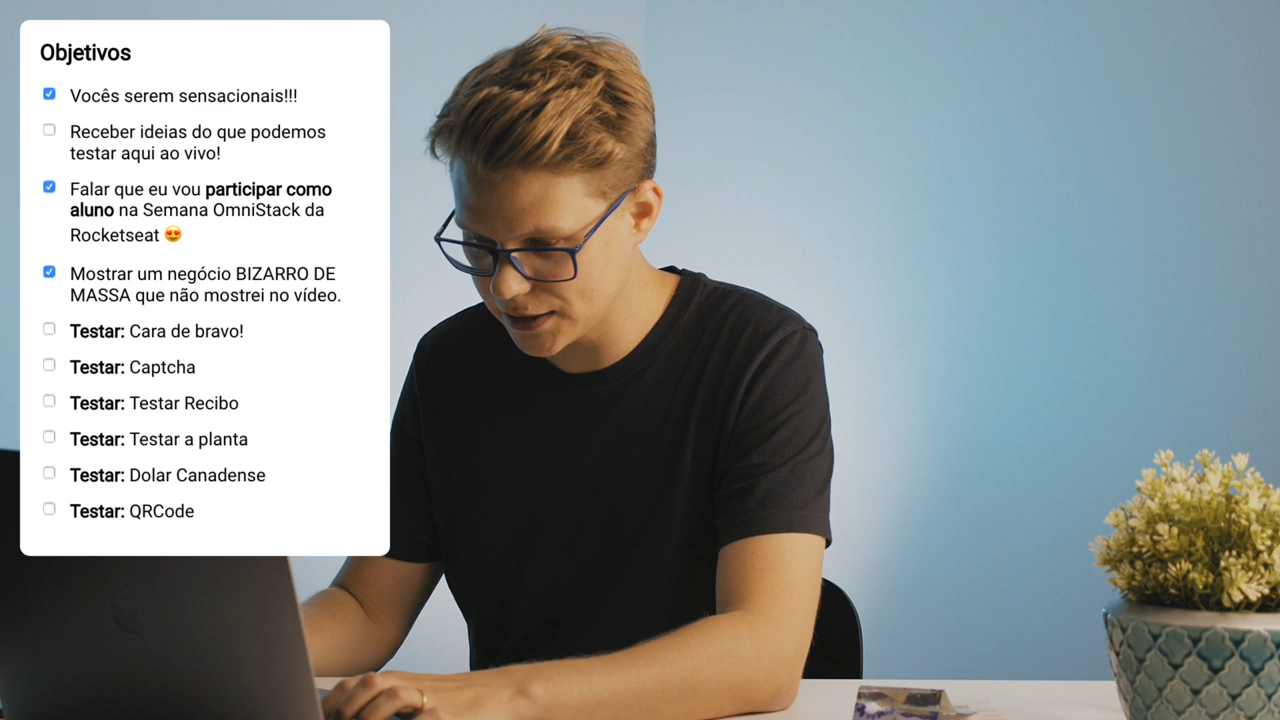 Objetivos
Vocês serem sensacionais!!!
Receber ideias do que podemos
testar aqui ao vivo!
Falar que eu vou participar como
aluno na Semana OmniStack da
Rocketseat 😍
Mostrar um negócio BIZARRO DE
MASSA que não mostrei no vídeo.
Testar: Cara de bravo!
Testar: Captcha
Testar: Testar Recibo
Testar: Testar a planta
Testar: Dolar Canadense
Testar: QRCode